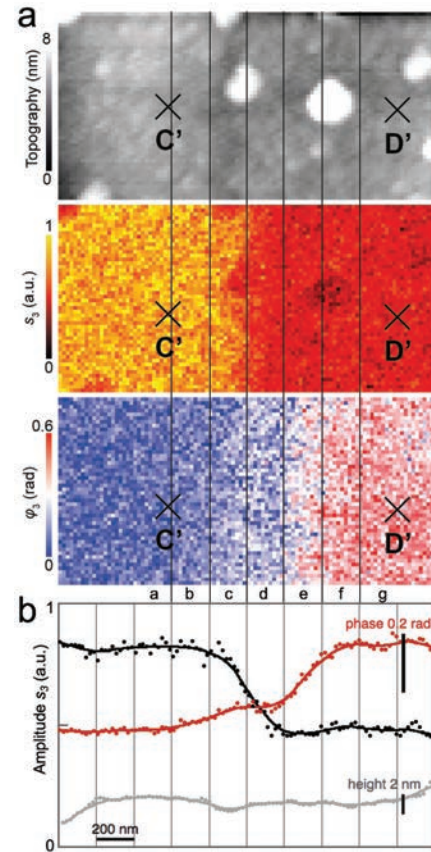 a
8
Topography (nm)
0
C'
D'
1
s₃ (a.u.)
0
C'
D'
0.6
φ₃ (rad)
0
C'
D'
a b c d e f g
b
1
phase 0.2 rad
Amplitude s₃ (a.u.)
height 2 nm
200 nm
0